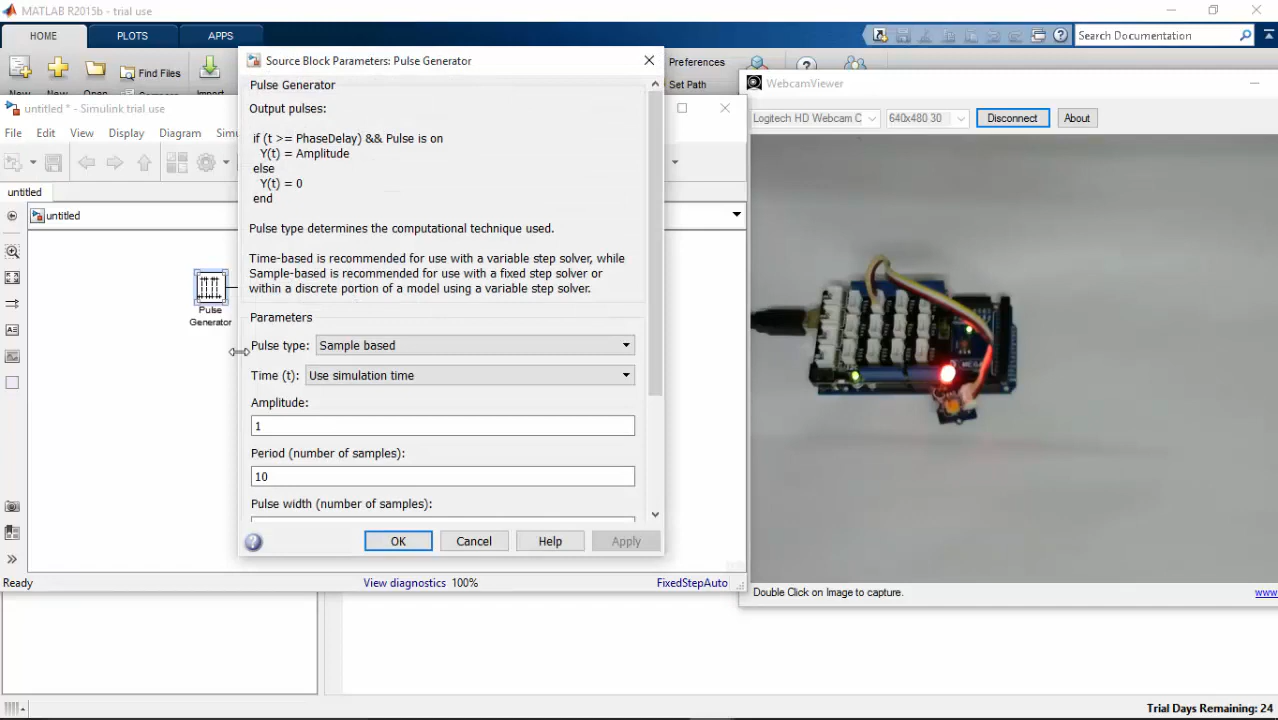 MATLAB R2015b - trial use
HOME
PLOTS
APPS
Search Documentation
New
New
Open
Find Files
Import
Preferences
Set Path
untitled * - Simulink trial use
File
Edit
View
Display
Diagram
untitled
untitled
Pulse
Generator
Ready
View diagnostics
100%
FixedStepAuto
Source Block Parameters: Pulse Generator
Pulse Generator
Output pulses:
if (t >= PhaseDelay) && Pulse is on
Y(t) = Amplitude
else
Y(t) = 0
end
Pulse type determines the computational technique used.
Time-based is recommended for use with a variable step solver, while
Sample-based is recommended for use with a fixed step solver or
within a discrete portion of a model using a variable step solver.
Parameters
Pulse type: Sample based
Time (t): Use simulation time
Amplitude:
1
Period (number of samples):
10
Pulse width (number of samples):
OK
Cancel
Help
Apply
WebcamViewer
Logitech HD Webcam C
640x480 30
Disconnect
About
Double Click on Image to capture.
www
Trial Days Remaining: 24